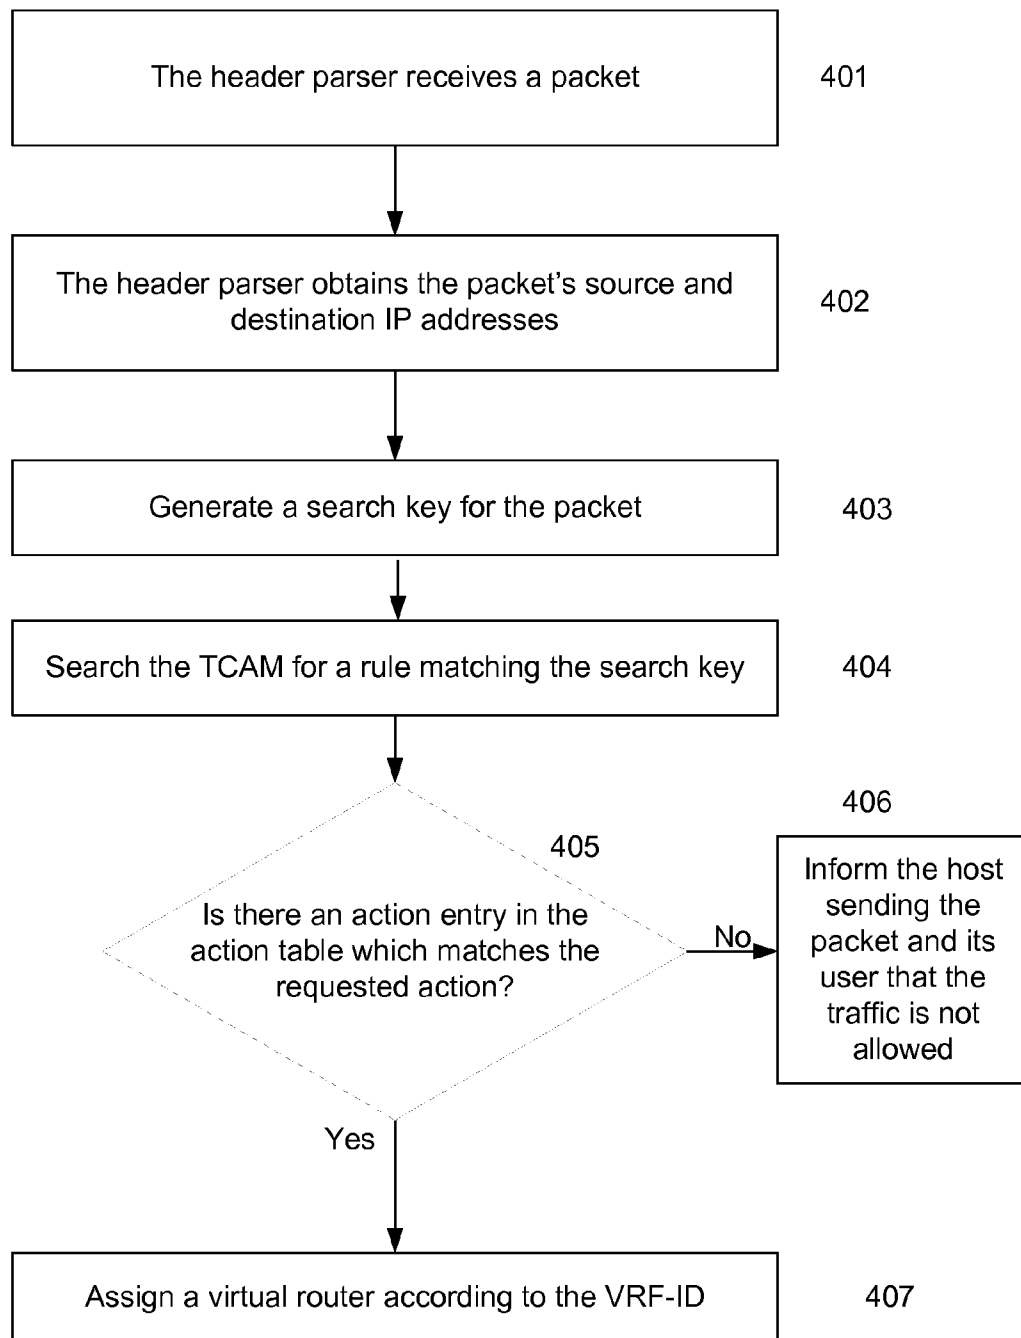 The header parser receives a packet
401
The header parser obtains the packet's source and
destination IP addresses
402
Generate a search key for the packet
403
Search the TCAM for a rule matching the search key
404
405
Is there an action entry in the
action table which matches the
requested action?
No
406
Inform the host
sending the
packet and its
user that the
traffic is not
allowed
Yes
Assign a virtual router according to the VRF-ID
407